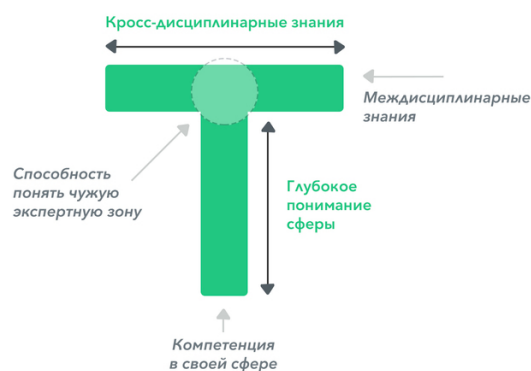 Кросс-дисциплинарные знания
Междисциплинарные
знания
Способность
понять чужую
экспертную зону
Глубокое
понимание
сферы
Компетенция
в своей сфере